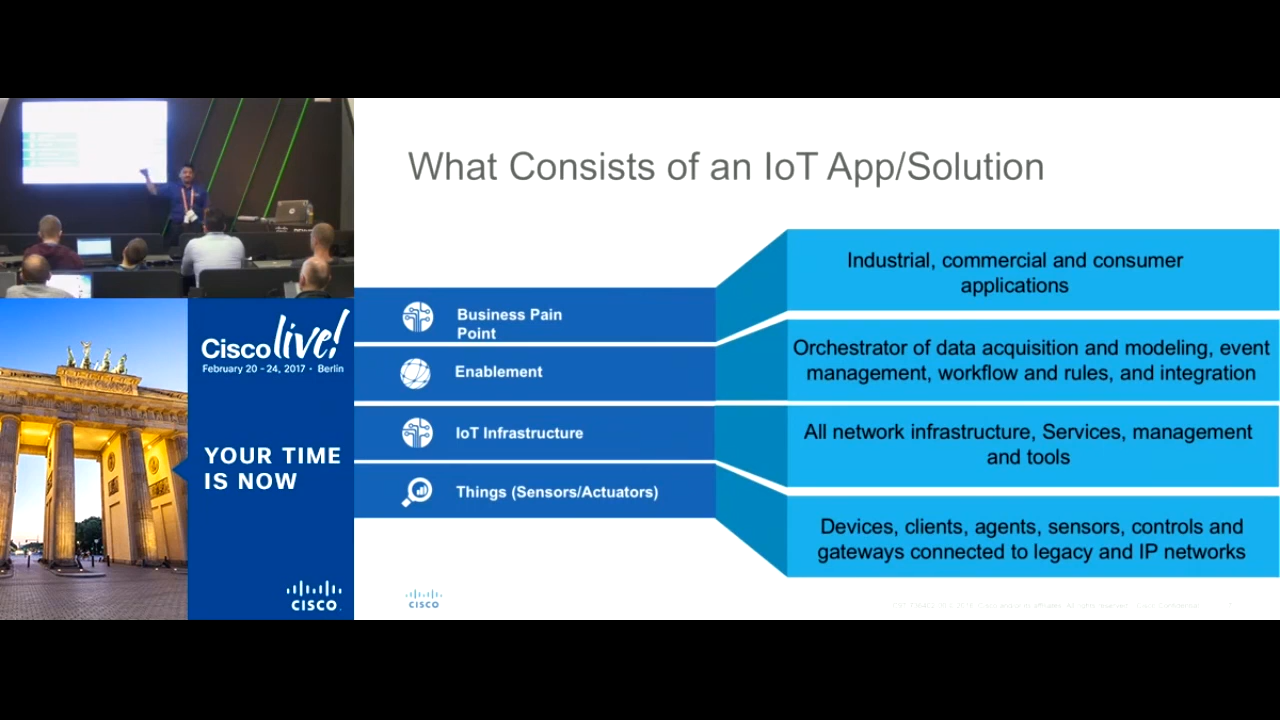 What Consists of an IoT App/Solution
Business Pain
Point
Enablement
IoT Infrastructure
Things (Sensors/Actuators)
Industrial, commercial and consumer
applications
Orchestrator of data acquisition and modeling, event
management, workflow and rules, and integration
All network infrastructure, Services, management
and tools
Devices, clients, agents, sensors, controls and
gateways connected to legacy and IP networks
Cisco live!
February 20 - 24, 2017 • Berlin
YOUR TIME
IS NOW
CISCO
CISCO